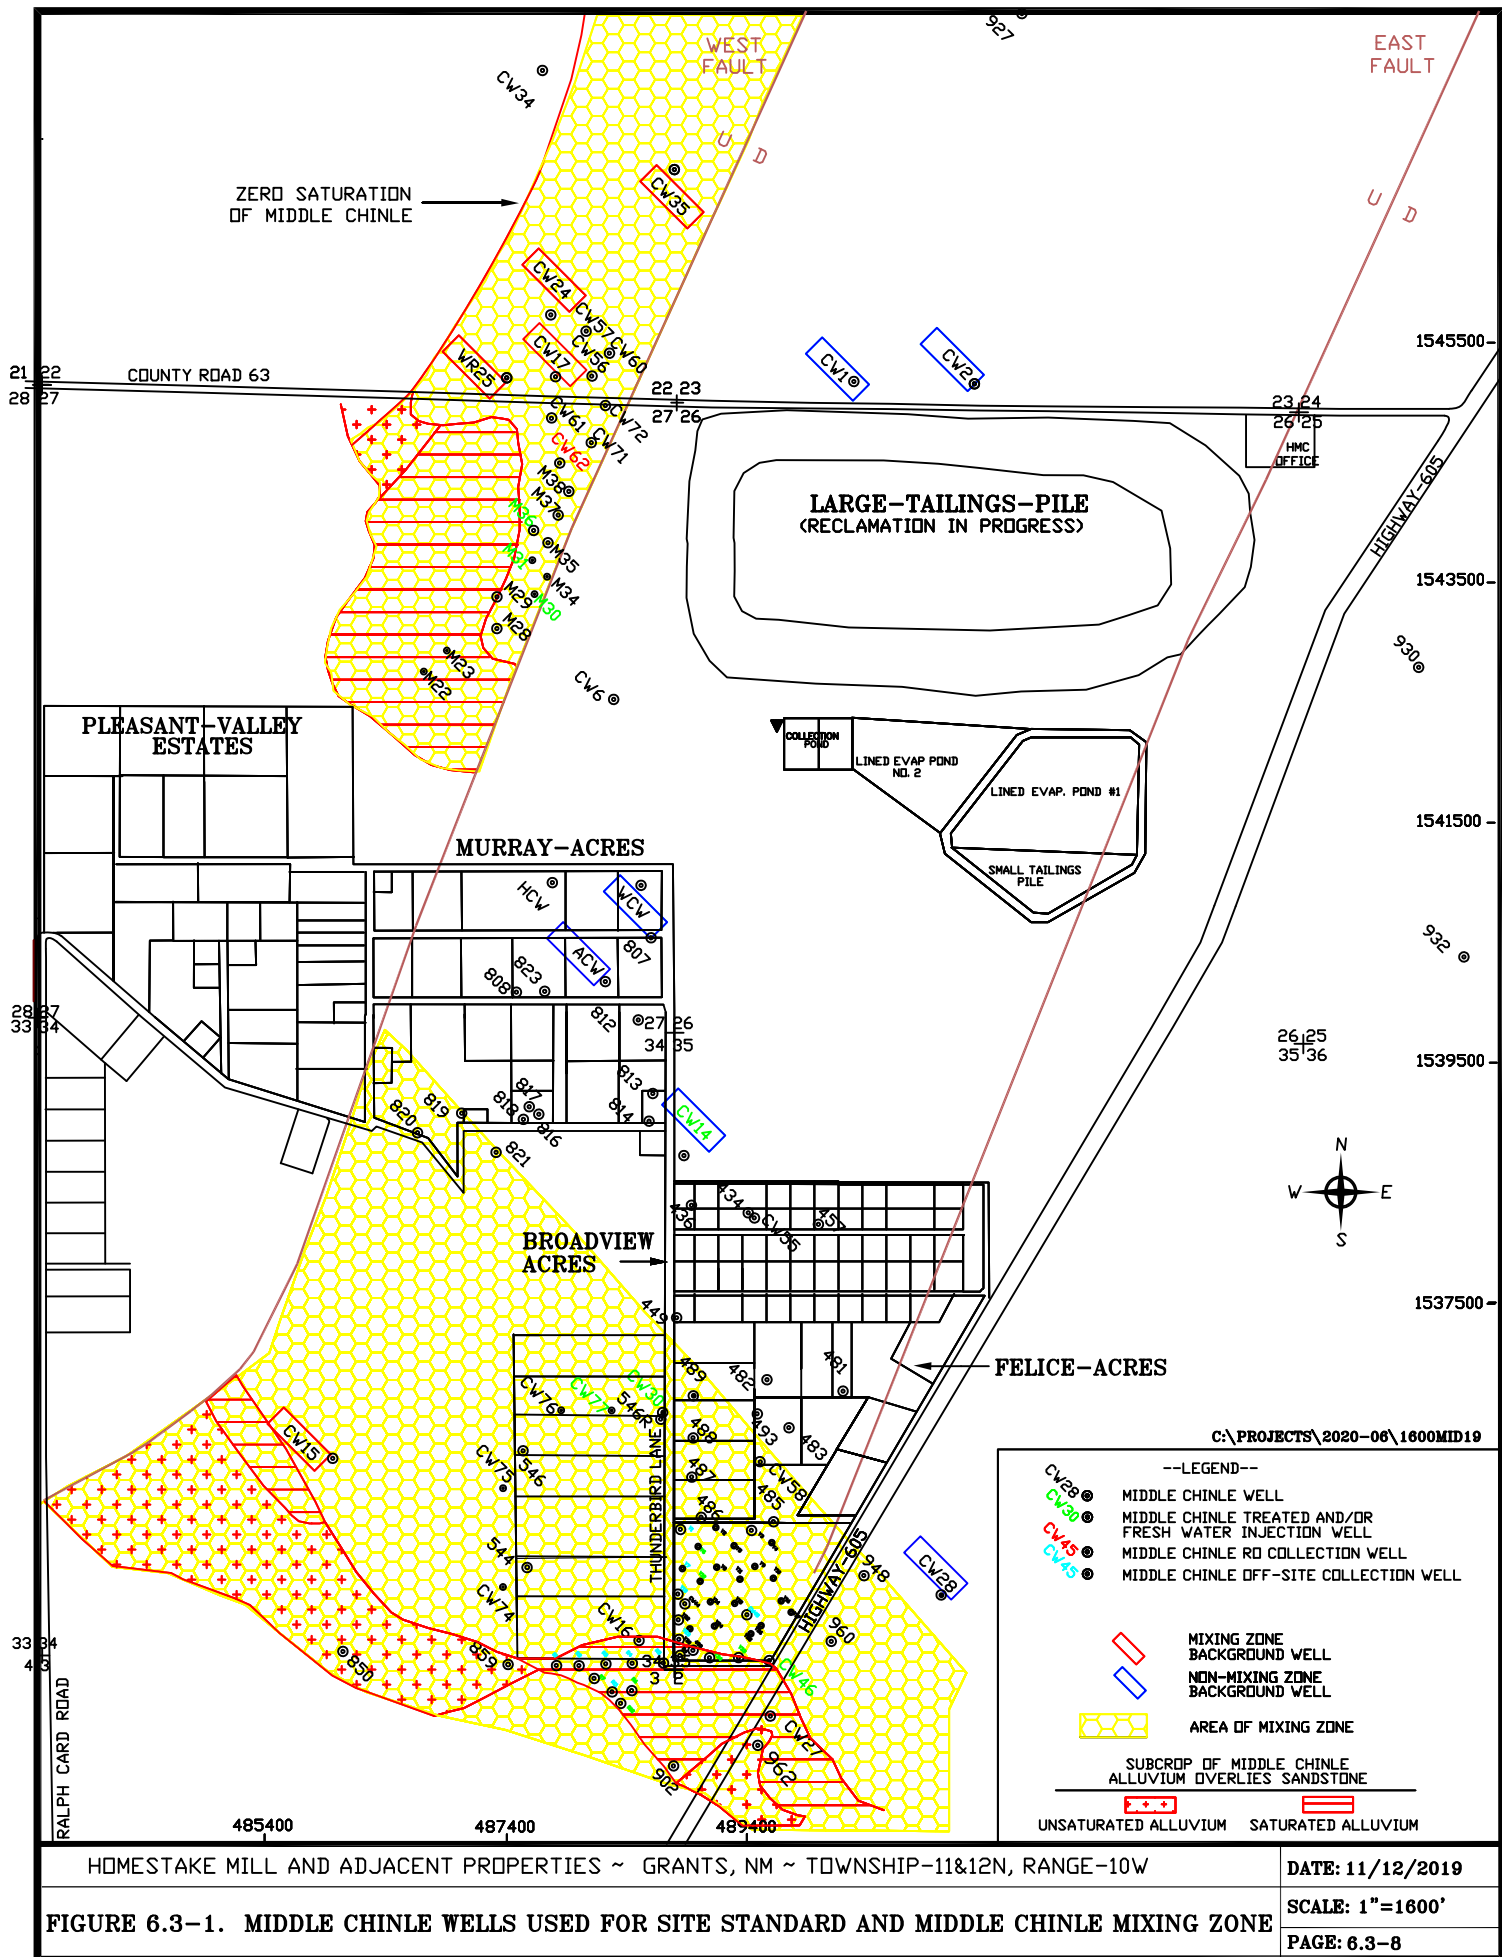 927
WEST
FAULT
EAST
FAULT
CW34
U D
U D
ZERO SATURATION
OF MIDDLE CHINLE
CW35
CW24
CW57
CW17
CW56
CW60
WR25
CW1
CW2
1545500
21 22
28 27
COUNTY ROAD 63
22 23
27 26
23 24
26 25
HMC
OFFICE
CW61
CW72
CW62
CW71
M38
M37
M36
M35
M31
M34
M30
M29
M28
M23
M22
LARGE-TAILINGS-PILE
(RECLAMATION IN PROGRESS)
HIGHWAY-605
1543500
930
CW6
PLEASANT-VALLEY
ESTATES
COLLECTION
POND
LINED EVAP POND
NO. 2
LINED EVAP. POND #1
SMALL TAILINGS
PILE
1541500
MURRAY-ACRES
HCW
WCW
ACW
807
808
823
812
932
28 27
33 34
27 26
34 35
26 25
35 36
1539500
813
814
817
818
816
819
820
821
CW14
N
W E
S
436
434
CW55
457
BROADVIEW
ACRES
449
1537500
FELICE-ACRES
489
482
481
CW76
CW77
CW30
546R
CW15
488
493
483
CW75
546
487
CW58
485
486
THUNDERBIRD LANE
544
CW74
CW16
HIGHWAY-605
948
CW28
960
33 34
4 3
850
859
34
3 2
CW46
CW27
962
902
RALPH CARD ROAD
485400
487400
489400
C:\PROJECTS\2020-06\1600MID19
--LEGEND--
CW28 MIDDLE CHINLE WELL
CW30 MIDDLE CHINLE TREATED AND/OR
FRESH WATER INJECTION WELL
CW45 MIDDLE CHINLE RO COLLECTION WELL
CW45 MIDDLE CHINLE OFF-SITE COLLECTION WELL
MIXING ZONE
BACKGROUND WELL
NON-MIXING ZONE
BACKGROUND WELL
AREA OF MIXING ZONE
SUBCROP OF MIDDLE CHINLE
ALLUVIUM OVERLIES SANDSTONE
UNSATURATED ALLUVIUM SATURATED ALLUVIUM
HOMESTAKE MILL AND ADJACENT PROPERTIES ~ GRANTS, NM ~ TOWNSHIP-11&12N, RANGE-10W
DATE: 11/12/2019
FIGURE 6.3-1. MIDDLE CHINLE WELLS USED FOR SITE STANDARD AND MIDDLE CHINLE MIXING ZONE
SCALE: 1"=1600'
PAGE: 6.3-8